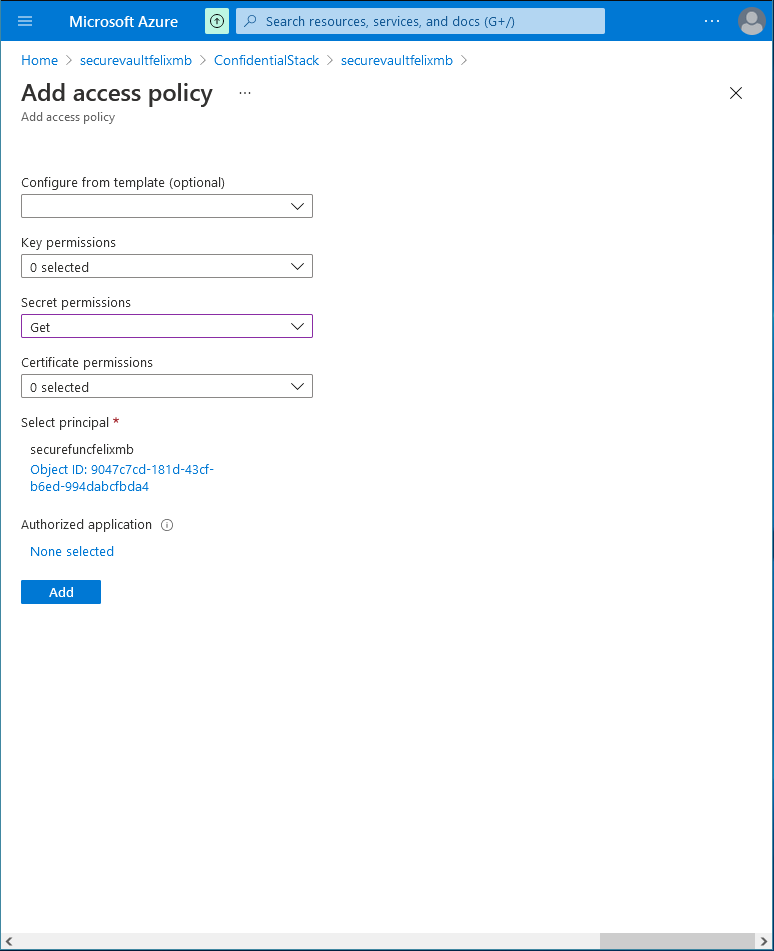 Microsoft Azure
Search resources, services, and docs (G+/)
Home > securevaultfelixmb > ConfidentialStack > securevaultfelixmb >
Add access policy ...
Add access policy
Configure from template (optional)
Key permissions
0 selected
Secret permissions
Get
Certificate permissions
0 selected
Select principal *
securefuncfelixmb
Object ID: 9047c7cd-181d-43cf-
b6ed-994dabcfbda4
Authorized application
None selected
Add